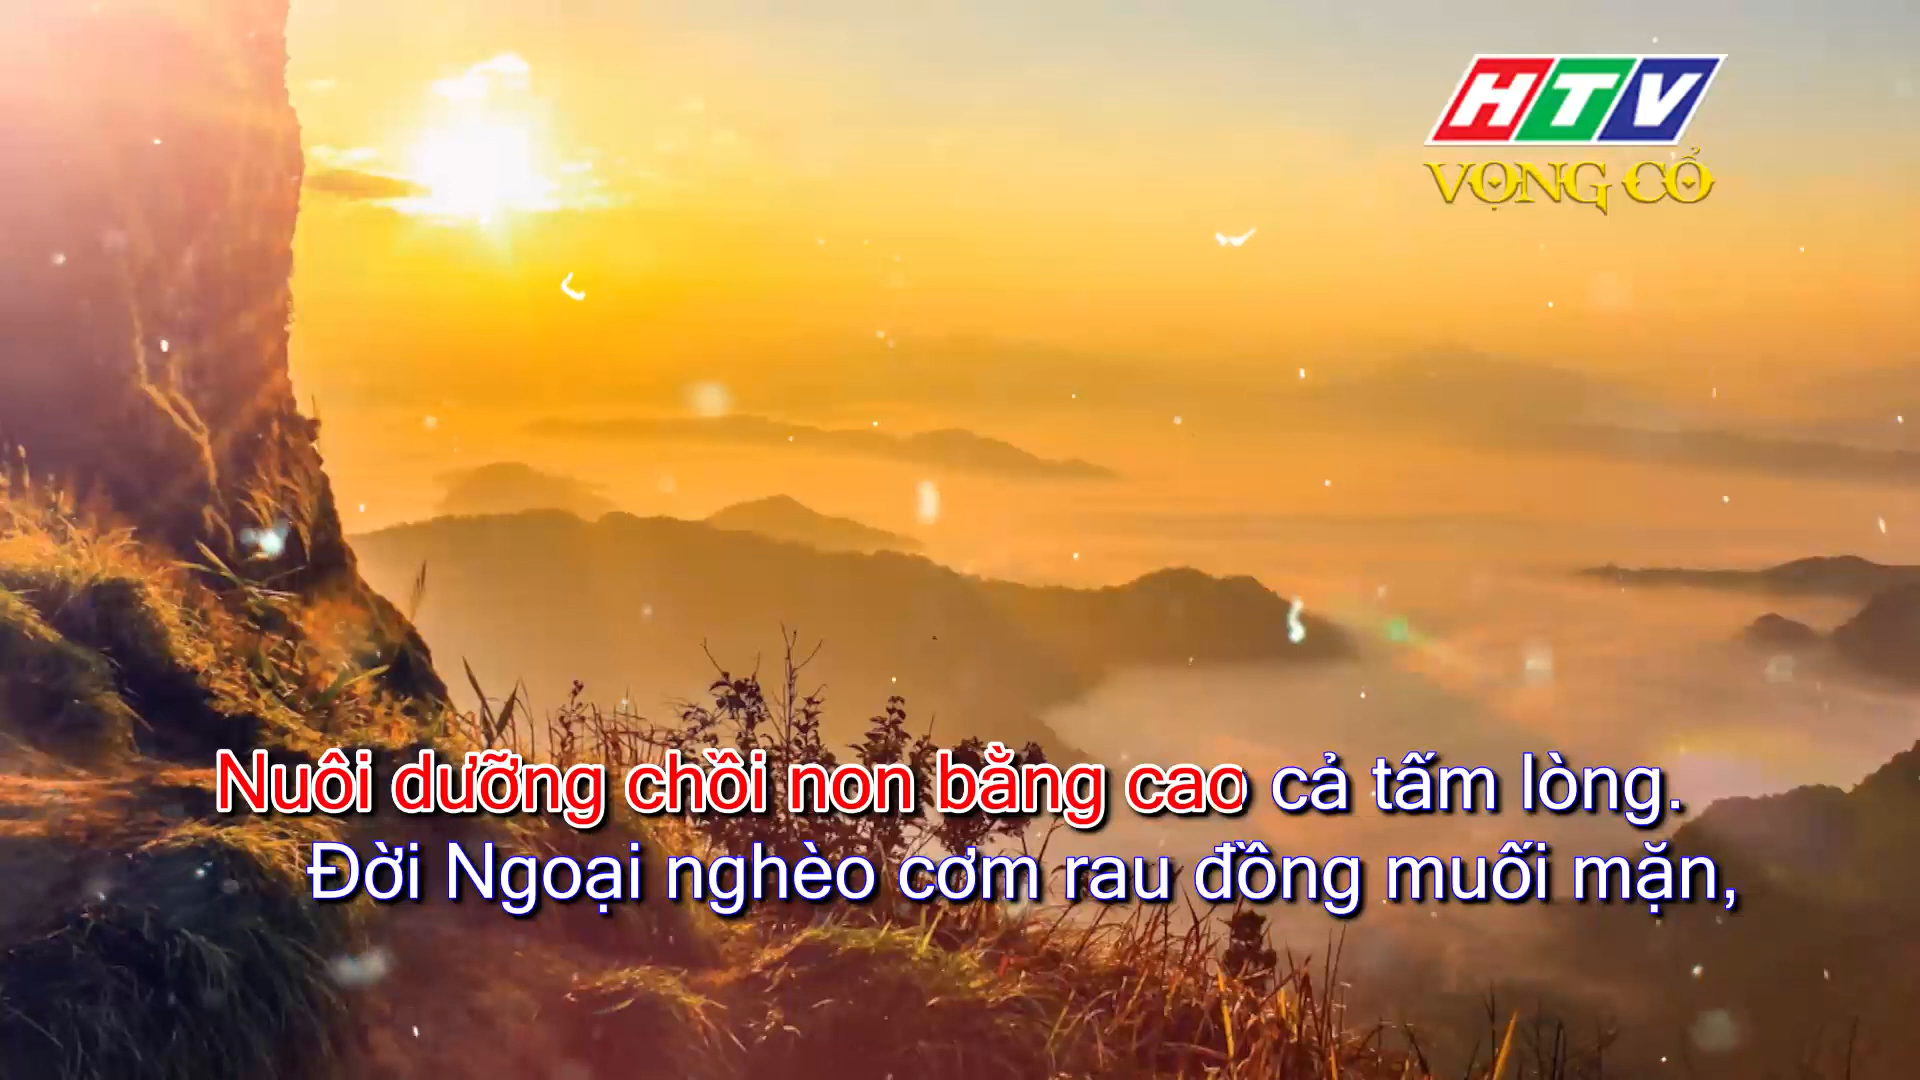 HTV
VỌNG CỔ
Nuôi dưỡng chồi non bằng cao cả tấm lòng.
Đời Ngoại nghèo cơm rau đồng muối mặn,